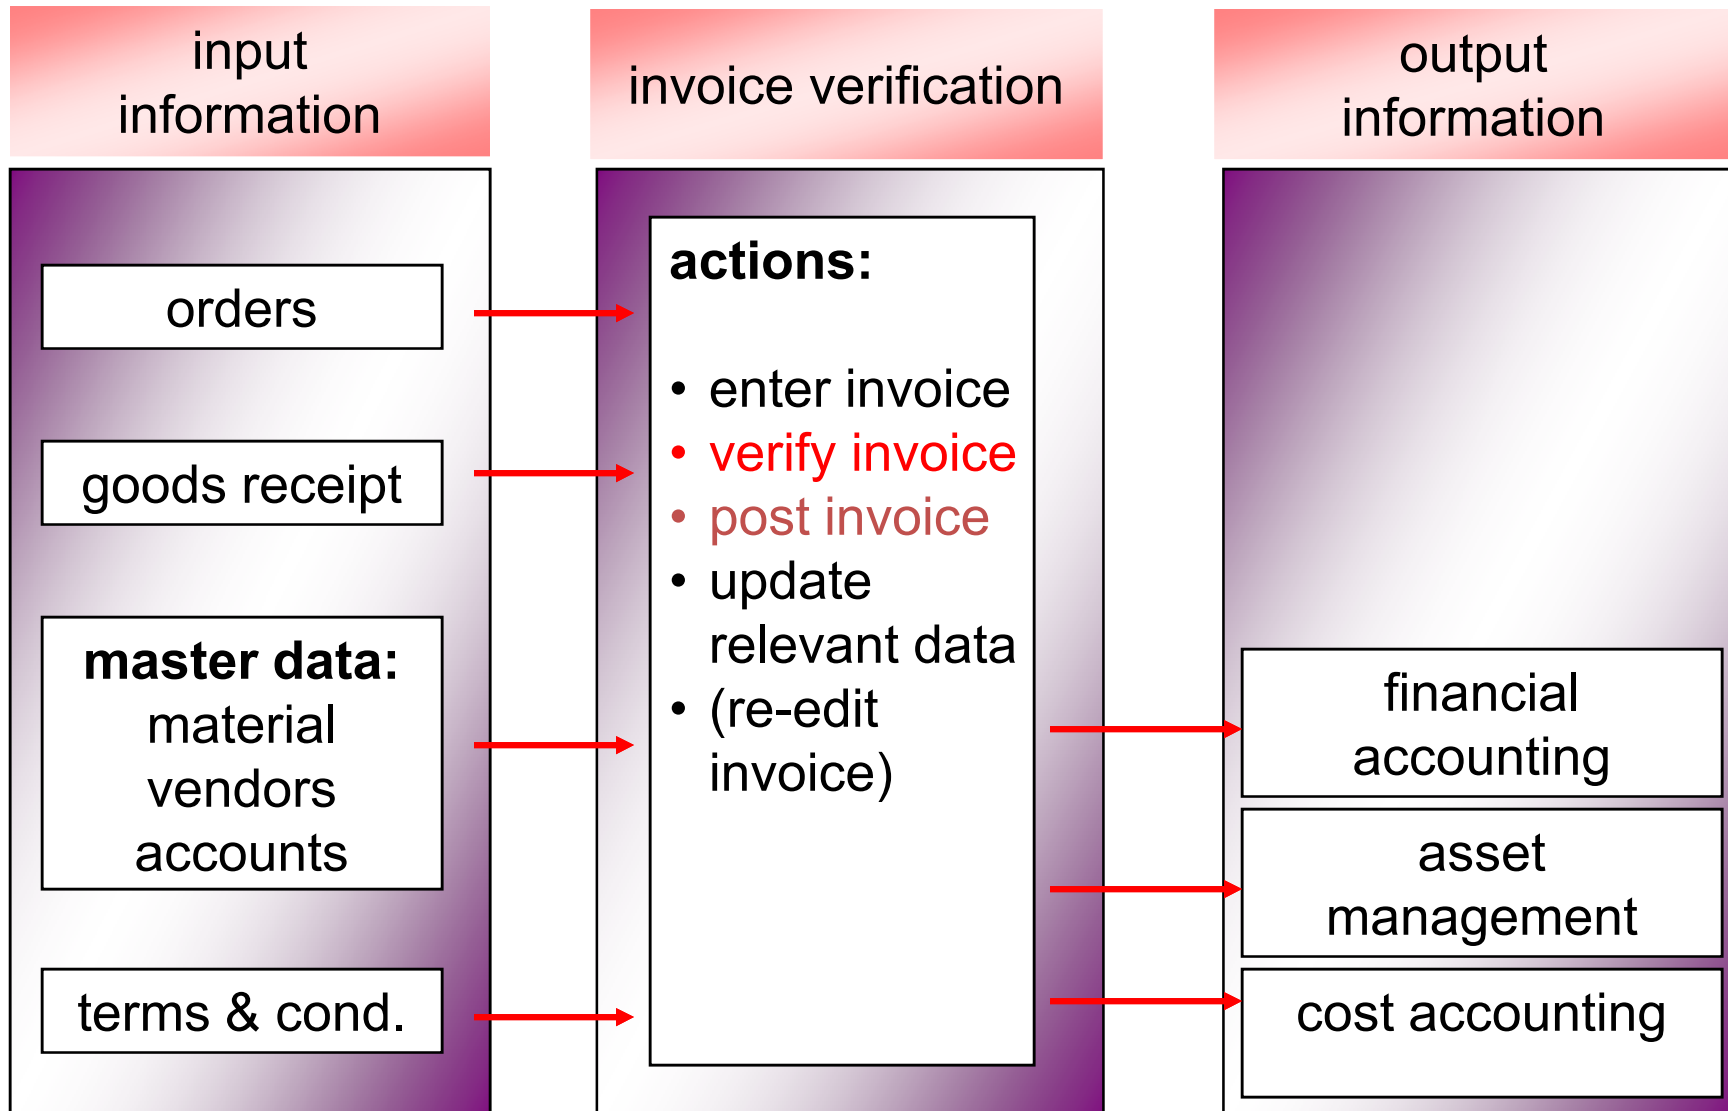 input
information
orders
goods receipt
master data:
material
vendors
accounts
terms & cond.
invoice verification
actions:
• enter invoice
• verify invoice
• post invoice
• update
relevant data
• (re-edit
invoice)
output
information
financial
accounting
asset
management
cost accounting